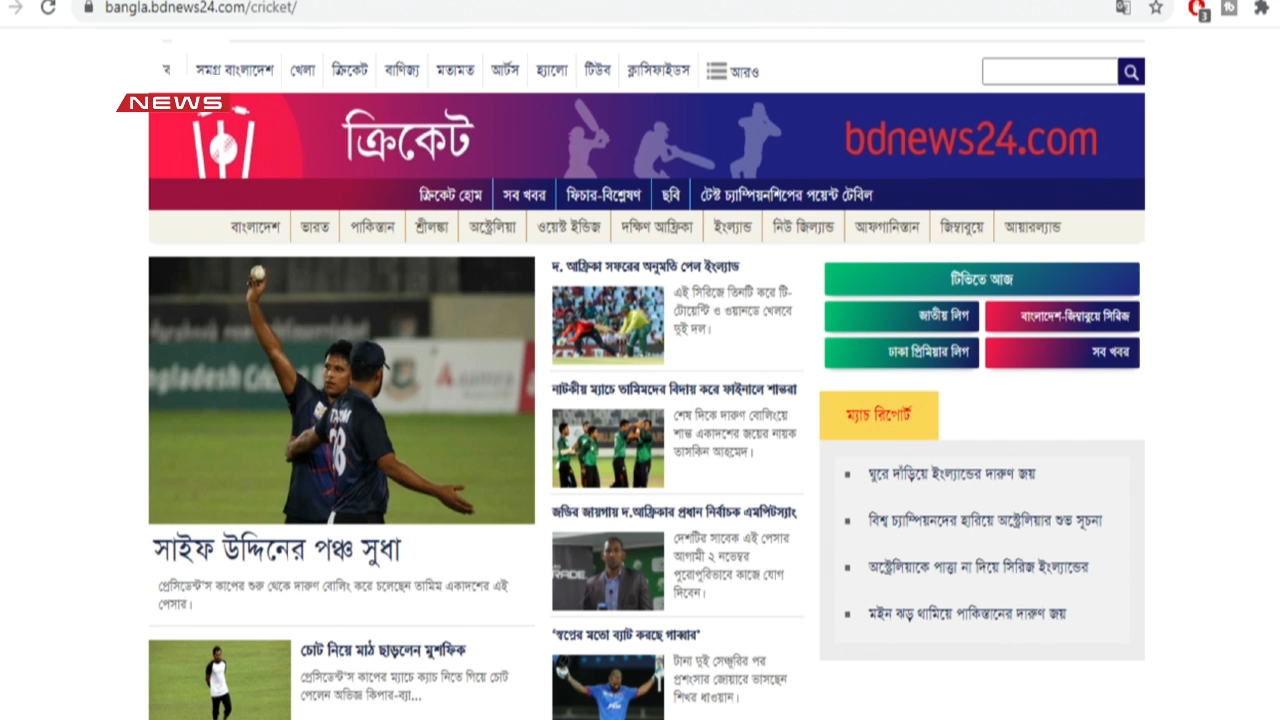 bangla.bdnews24.com/cricket/
3
সমগ্র বাংলাদেশ খেলা ক্রিকেট বাণিজ্য মতামত আর্টস হ্যালো টিউব ক্লাসিফাইডস আরও
NEWS
ক্রিকেট
bdnews24.com
ক্রিকেট হোম সব খবর ফিচার-বিশ্লেষণ ছবি টেস্ট চ্যাম্পিয়নশিপের পয়েন্ট টেবিল
বাংলাদেশ ভারত পাকিস্তান শ্রীলঙ্কা অস্ট্রেলিয়া ওয়েস্ট ইন্ডিজ দক্ষিণ আফ্রিকা ইংল্যান্ড নিউ জিল্যান্ড আফগানিস্তান জিম্বাবুয়ে আয়ারল্যান্ড
সাইফ উদ্দিনের পঞ্চ সুধা
প্রেসিডেন্ট'স কাপের শুরু থেকে দারুণ বোলিং করে চলেছেন তামিম একাদশের এই
পেসার।
চোট নিয়ে মাঠ ছাড়লেন মুশফিক
প্রেসিডেন্ট'স কাপের ম্যাচে ক্যাচ নিতে গিয়ে চোট
পেলেন অভিজ্ঞ কিপার-ব্যা...
দ. আফ্রিকা সফরের অনুমতি পেল ইংল্যান্ড
এই সিরিজে তিনটি করে টি-
টোয়েন্টি ও ওয়ানডে খেলবে
দুই দল।
নাটকীয় ম্যাচে তামিমদের বিদায় করে ফাইনালে শান্তরা
শেষ দিকে দারুণ বোলিংয়ে
শান্ত একাদশের জয়ের নায়ক
তাসকিন আহমেদ।
জন্ডির জায়গায় দ.আফ্রিকার প্রধান নির্বাচক এমপিটস্যাং
দেশটির সাবেক এই পেসার
আগামী ২ নভেম্বর
পুরোপুরিভাবে কাজে যোগ
দিবেন।
'স্বপ্নের মতো ব্যাট করছে গাব্বার'
টানা দুই সেঞ্চুরির পর
প্রশংসার জোয়ারে ভাসছেন
শিখর ধাওয়ান।
টিভিতে আজ
জাতীয় লিগ বাংলাদেশ-জিম্বাবুয়ে সিরিজ
ঢাকা প্রিমিয়ার লিগ সব খবর
ম্যাচ রিপোর্ট
ঘুরে দাঁড়িয়ে ইংল্যান্ডের দারুণ জয়
বিশ্ব চ্যাম্পিয়নদের হারিয়ে অস্ট্রেলিয়ার শুভ সূচনা
অস্ট্রেলিয়াকে পাত্তা না দিয়ে সিরিজ ইংল্যান্ডের
মইন ঝড় থামিয়ে পাকিস্তানের দারুণ জয়